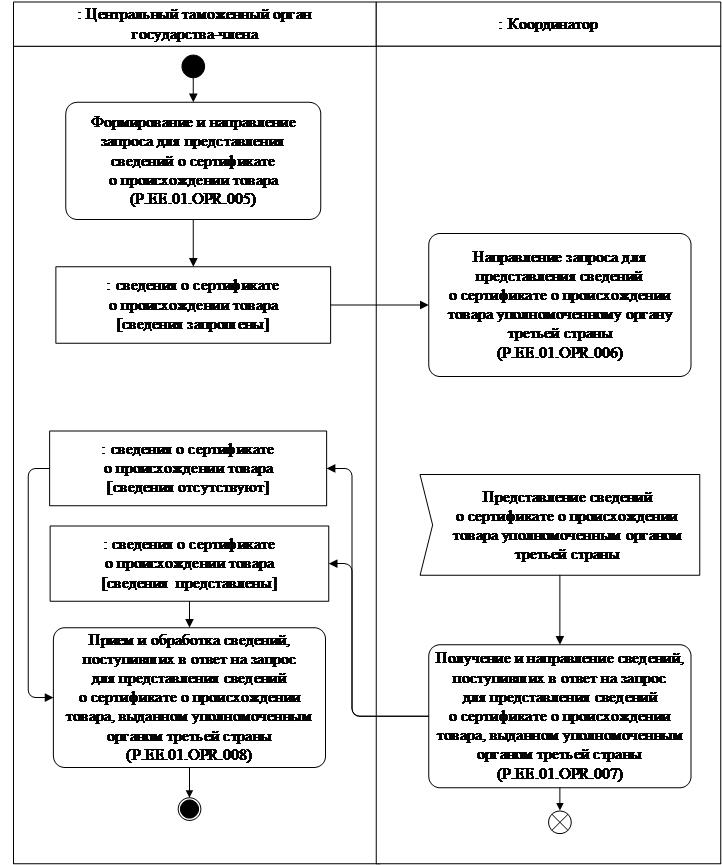 : Центральный таможенный орган
государства-члена
: Координатор
Формирование и направление
запроса для представления
сведений о сертификате
о происхождении товара
(P.EE.01.OPR.005)
: сведения о сертификате
о происхождении товара
[сведения запрошены]
Направление запроса для
представления сведений
о сертификате о происхождении
товара уполномоченному органу
третьей страны
(P.EE.01.OPR.006)
: сведения о сертификате
о происхождении товара
[сведения отсутствуют]
Представление сведений
о сертификате о происхождении
товара уполномоченным органом
третьей страны
: сведения о сертификате
о происхождении товара
[сведения представлены]
Прием и обработка сведений,
поступивших в ответ на запрос
для представления сведений
о сертификате о происхождении
товара, выданном уполномоченным
органом третьей страны
(P.EE.01.OPR.008)
Получение и направление сведений,
поступивших в ответ на запрос
для представления сведений
о сертификате о происхождении
товара, выданном уполномоченным
органом третьей страны
(P.EE.01.OPR.007)